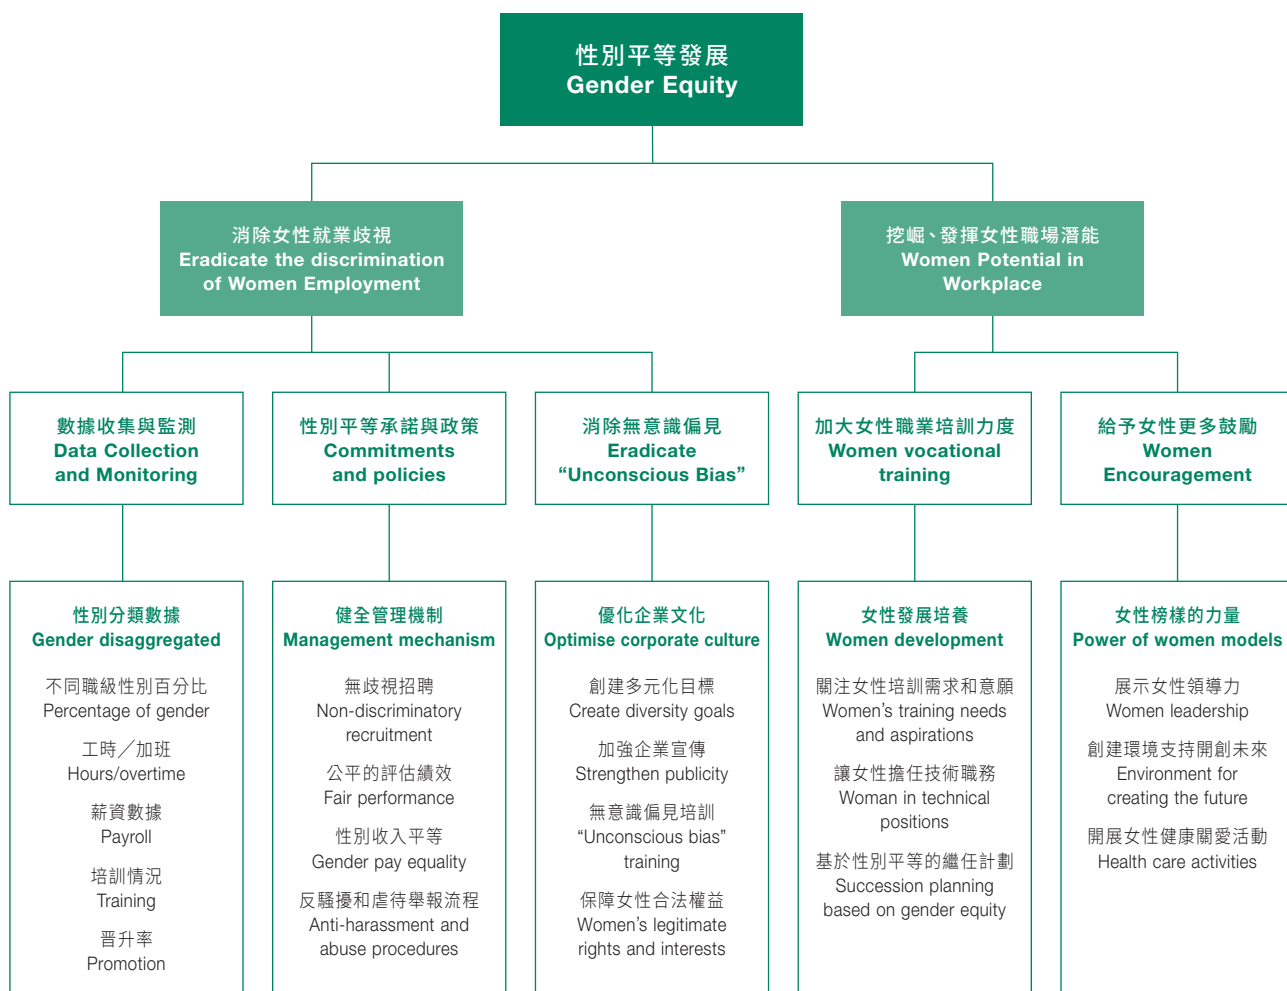 性別平等發展
Gender Equity
消除女性就業歧視
Eradicate the discrimination
of Women Employment
挖掘、發揮女性職場潛能
Women Potential in
Workplace
數據收集與監測
Data Collection
and Monitoring
性別平等承諾與政策
Commitments
and policies
消除無意識偏見
Eradicate
“Unconscious Bias”
加大女性職業培訓力度
Women vocational
training
給予女性更多鼓勵
Women
Encouragement
性別分類數據
Gender disaggregated
不同職級性別百分比
Percentage of gender
工時／加班
Hours/overtime
薪資數據
Payroll
培訓情況
Training
晋升率
Promotion
健全管理機制
Management mechanism
無歧視招聘
Non-discriminatory
recruitment
公平的評估績效
Fair performance
性別收入平等
Gender pay equality
反騷擾和虐待舉報流程
Anti-harassment and
abuse procedures
優化企業文化
Optimise corporate culture
創建多元化目標
Create diversity goals
加強企業宣傳
Strengthen publicity
無意識偏見培訓
“Unconscious bias”
training
保障女性合法權益
Women’s legitimate
rights and interests
女性發展培養
Women development
關注女性培訓需求和意願
Women’s training needs
and aspirations
讓女性擔任技術職務
Woman in technical
positions
基於性別平等的繼任計劃
Succession planning
based on gender equity
女性榜樣的力量
Power of women models
展示女性領導力
Women leadership
創建環境支持開創未來
Environment for
creating the future
開展女性健康關愛活動
Health care activities